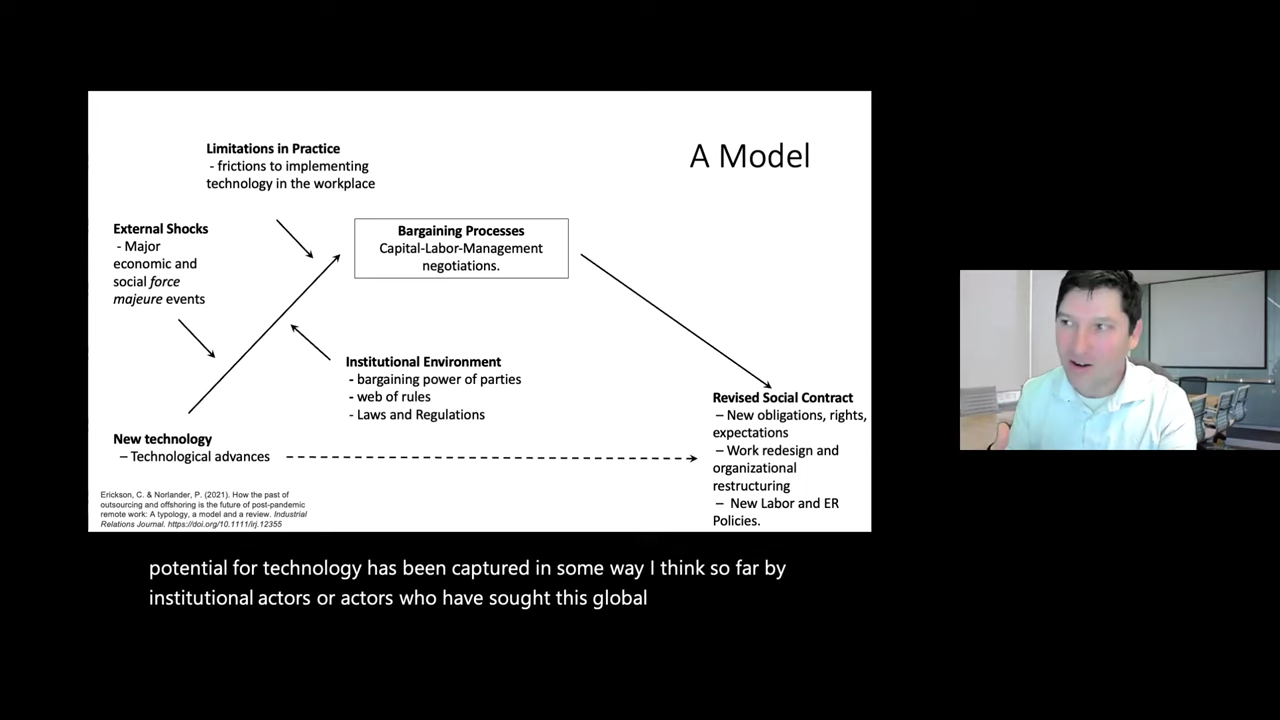 A Model
Limitations in Practice
- frictions to implementing
technology in the workplace
External Shocks
- Major
economic and
social force
majeure events
Bargaining Processes
Capital-Labor-Management
negotiations.
Institutional Environment
- bargaining power of parties
- web of rules
- Laws and Regulations
New technology
– Technological advances
Revised Social Contract
– New obligations, rights,
expectations
– Work redesign and
organizational
restructuring
– New Labor and ER
Policies.
Erickson, C. & Norlander, P. (2021). How the past of
outsourcing and offshoring is the future of post-pandemic
remote work: A typology, a model and a review. Industrial
Relations Journal. https://doi.org/10.1111/irj.12355
potential for technology has been captured in some way I think so far by
institutional actors or actors who have sought this global